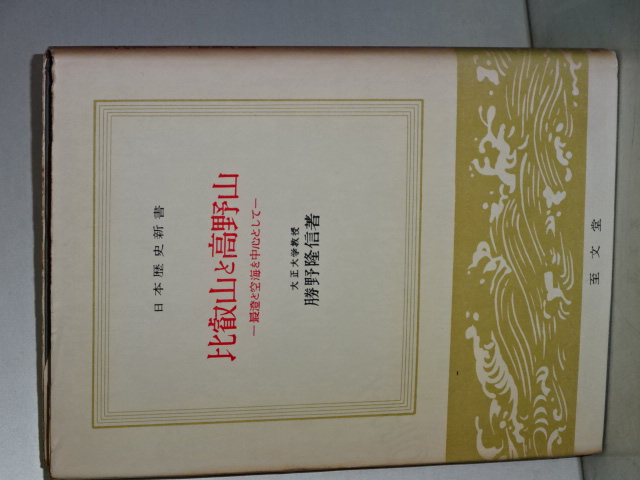 日本歴史新書
比叡山と高野山
―最澄と空海を中心として―
大正大学教授
勝野隆信著
至文堂